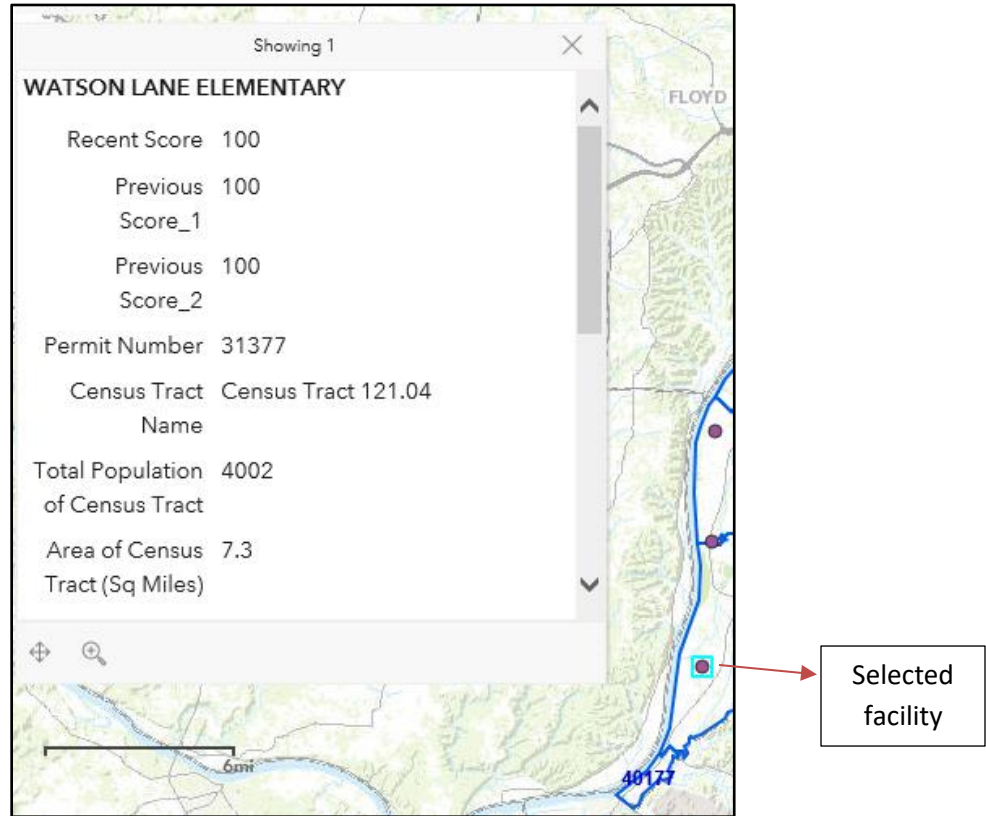 Showing 1
WATSON LANE ELEMENTARY
Recent Score 100
Previous 100
Score_1
Previous 100
Score_2
Permit Number 31377
Census Tract Census Tract 121.04
Name
Total Population 4002
of Census Tract
Area of Census 7.3
Tract (Sq Miles)
FLOYD
Selected
facility
6mi
40177